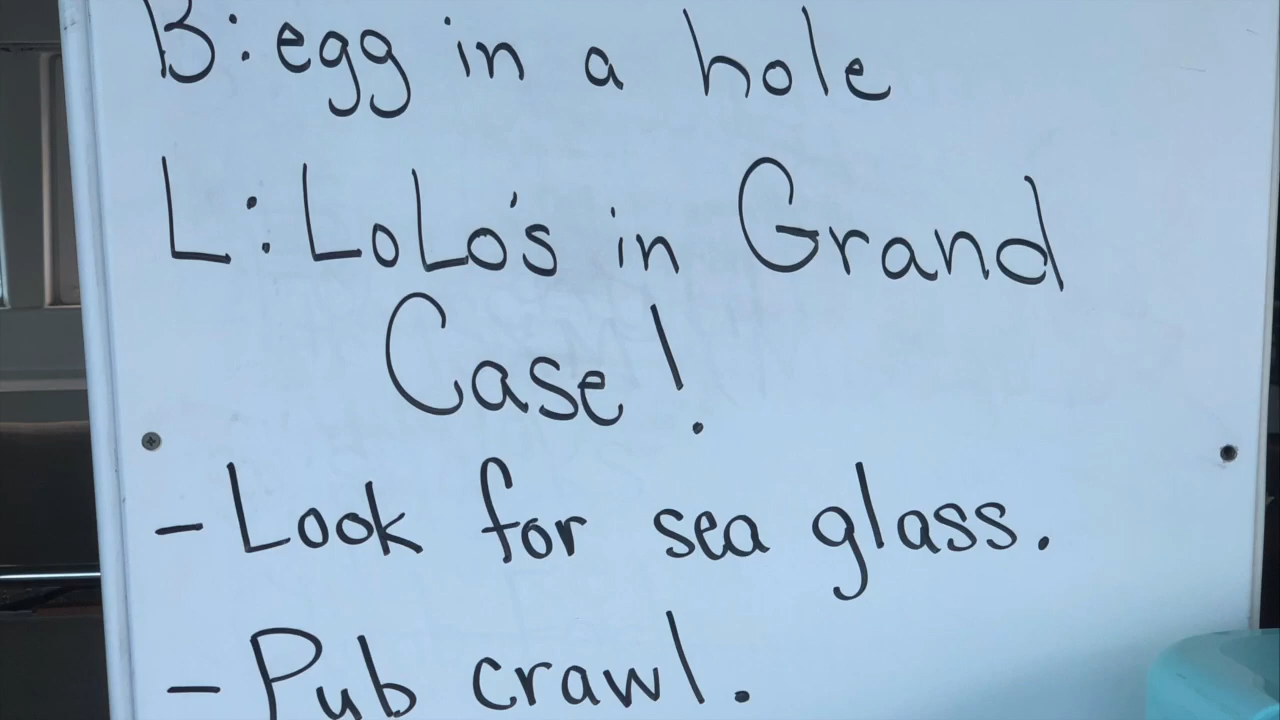 B: egg in a hole
L: LoLo's in Grand
Case!
- Look for sea glass.
- Pub crawl.